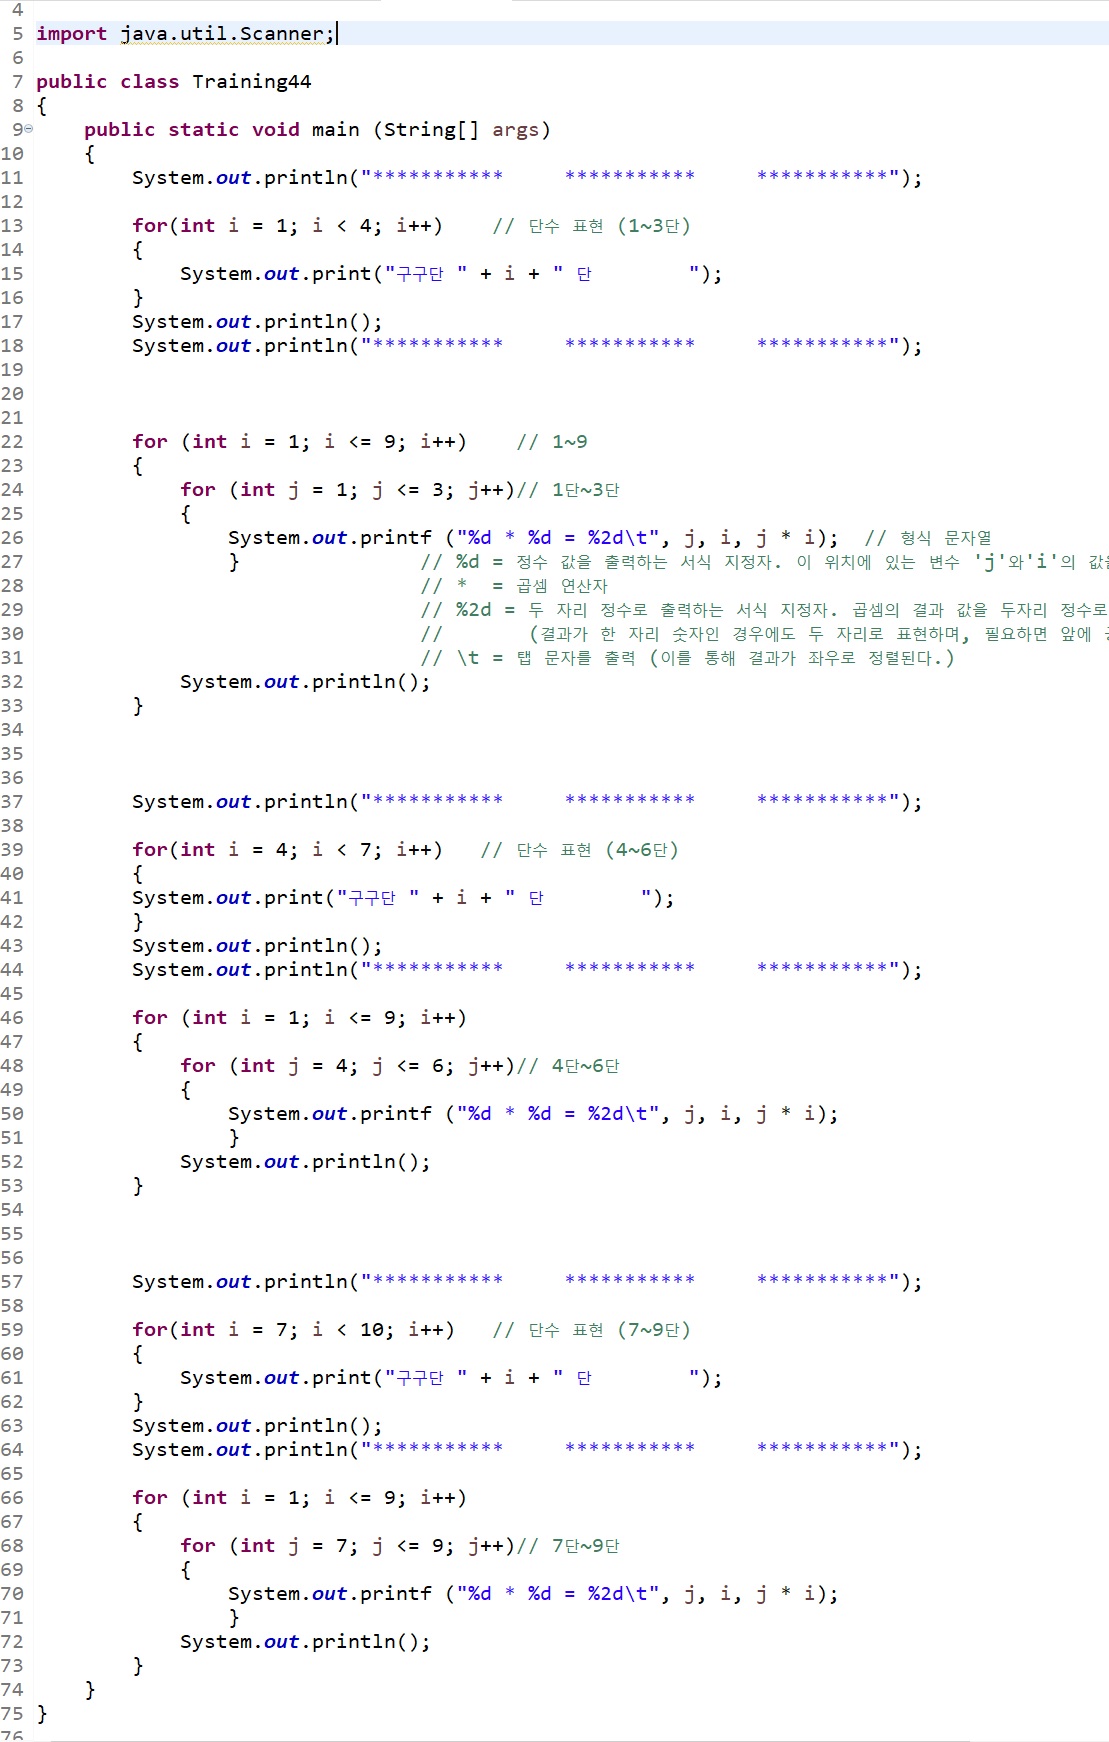 4
5 import java.util.Scanner;
6
7 public class Training44
8 {
9 public static void main (String[] args)
10 {
11 System.out.println("***********     ***********     ***********");
12
13 for(int i = 1; i < 4; i++)    // 단수 표현 (1~3단)
14 {
15 System.out.print("구구단 " + i + " 단        ");
16 }
17 System.out.println();
18 System.out.println("***********     ***********     ***********");
19
20
21
22 for (int i = 1; i <= 9; i++)    // 1~9
23 {
24 for (int j = 1; j <= 3; j++)// 1단~3단
25 {
26 System.out.printf ("%d * %d = %2d\t", j, i, j * i);  // 형식 문자열
27 }               // %d = 정수 값을 출력하는 서식 지정자. 이 위치에 있는 변수 'j'와'i'의 값
28 // *  = 곱셈 연산자
29 // %2d = 두 자리 정수로 출력하는 서식 지정자. 곱셈의 결과 값을 두자리 정수로
30 //       (결과가 한 자리 숫자인 경우에도 두 자리로 표현하며, 필요하면 앞에
31 // \t = 탭 문자를 출력 (이를 통해 결과가 좌우로 정렬된다.)
32 System.out.println();
33 }
34
35
36
37 System.out.println("***********     ***********     ***********");
38
39 for(int i = 4; i < 7; i++)   // 단수 표현 (4~6단)
40 {
41 System.out.print("구구단 " + i + " 단        ");
42 }
43 System.out.println();
44 System.out.println("***********     ***********     ***********");
45
46 for (int i = 1; i <= 9; i++)
47 {
48 for (int j = 4; j <= 6; j++)// 4단~6단
49 {
50 System.out.printf ("%d * %d = %2d\t", j, i, j * i);
51 }
52 System.out.println();
53 }
54
55
56
57 System.out.println("***********     ***********     ***********");
58
59 for(int i = 7; i < 10; i++)   // 단수 표현 (7~9단)
60 {
61 System.out.print("구구단 " + i + " 단        ");
62 }
63 System.out.println();
64 System.out.println("***********     ***********     ***********");
65
66 for (int i = 1; i <= 9; i++)
67 {
68 for (int j = 7; j <= 9; j++)// 7단~9단
69 {
70 System.out.printf ("%d * %d = %2d\t", j, i, j * i);
71 }
72 System.out.println();
73 }
74 }
75 }
76